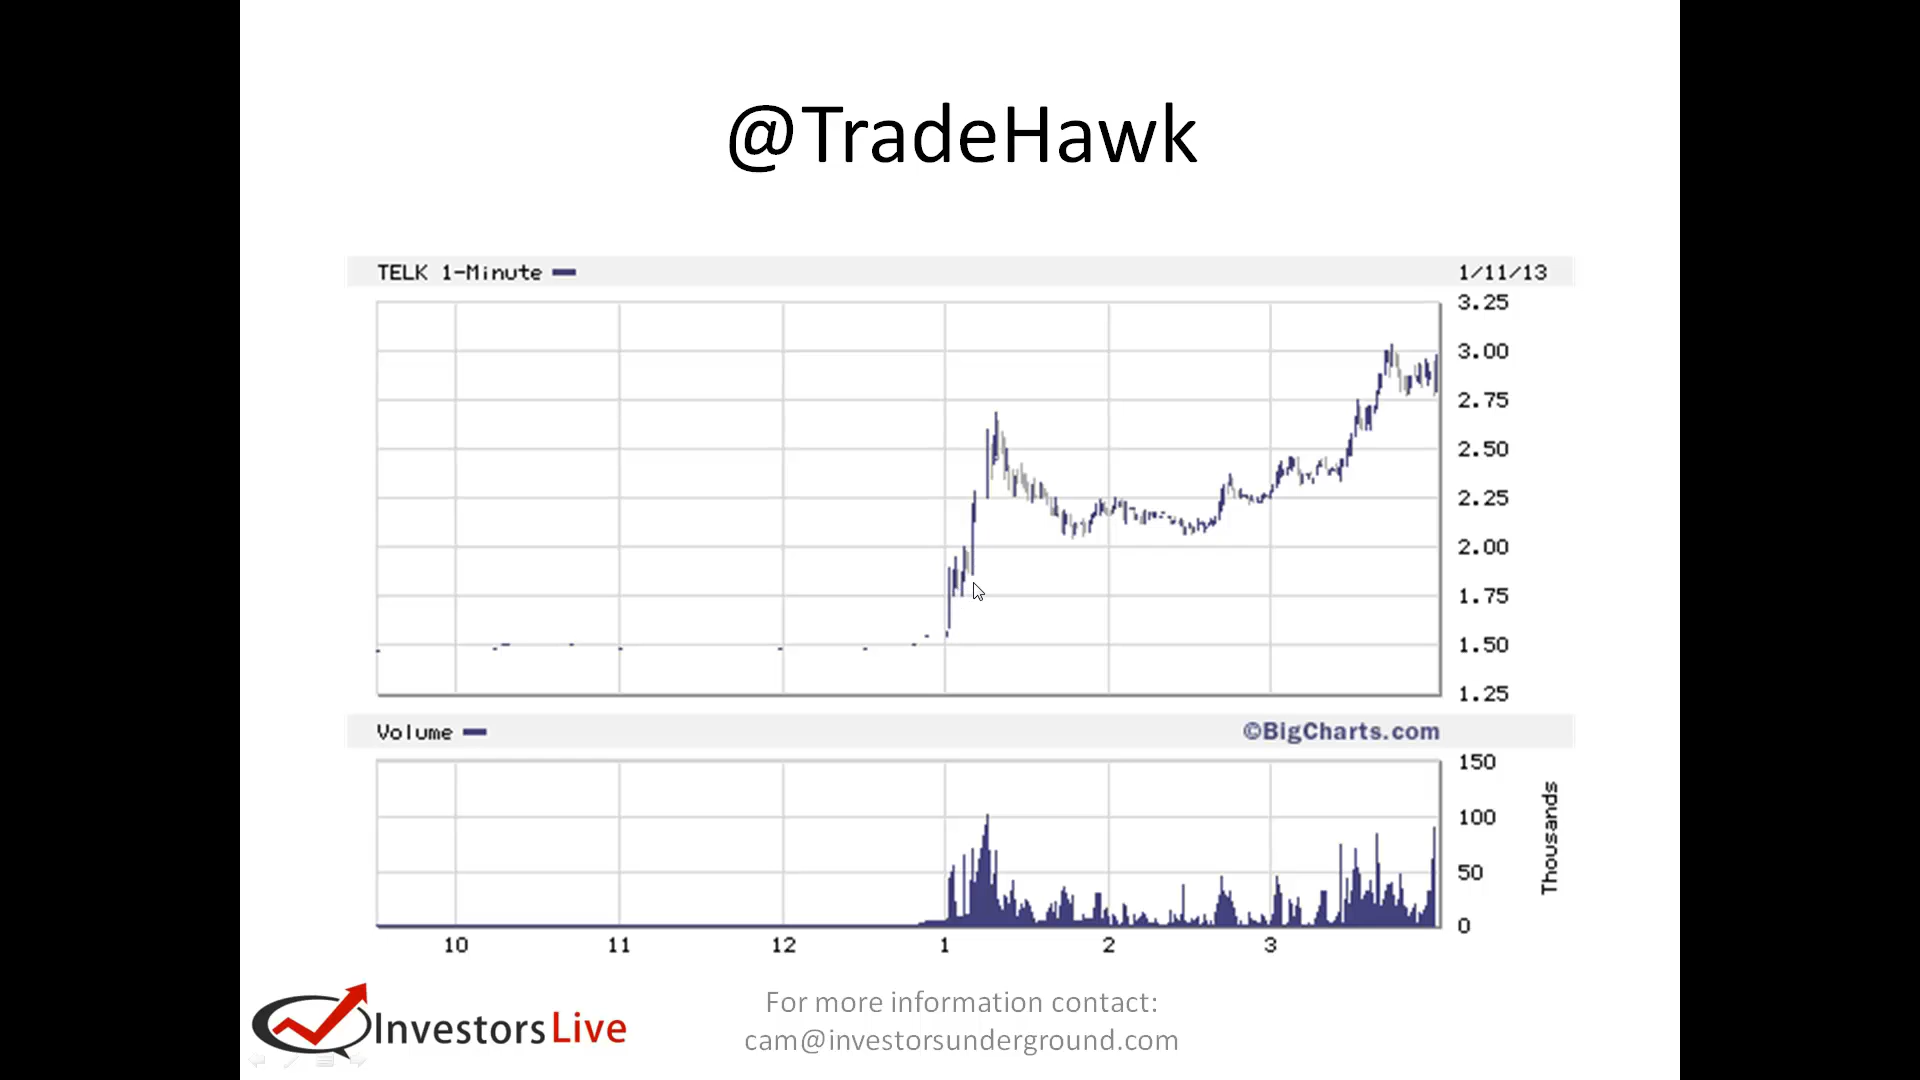 @TradeHawk
TELK 1-Minute
1/11/13
3.25
3.00
2.75
2.50
2.25
2.00
1.75
1.50
1.25
Volume
©BigCharts.com
150
100
50
0
Thousands
10 11 12 1 2 3
InvestorsLive
For more information contact:
cam@investorsunderground.com